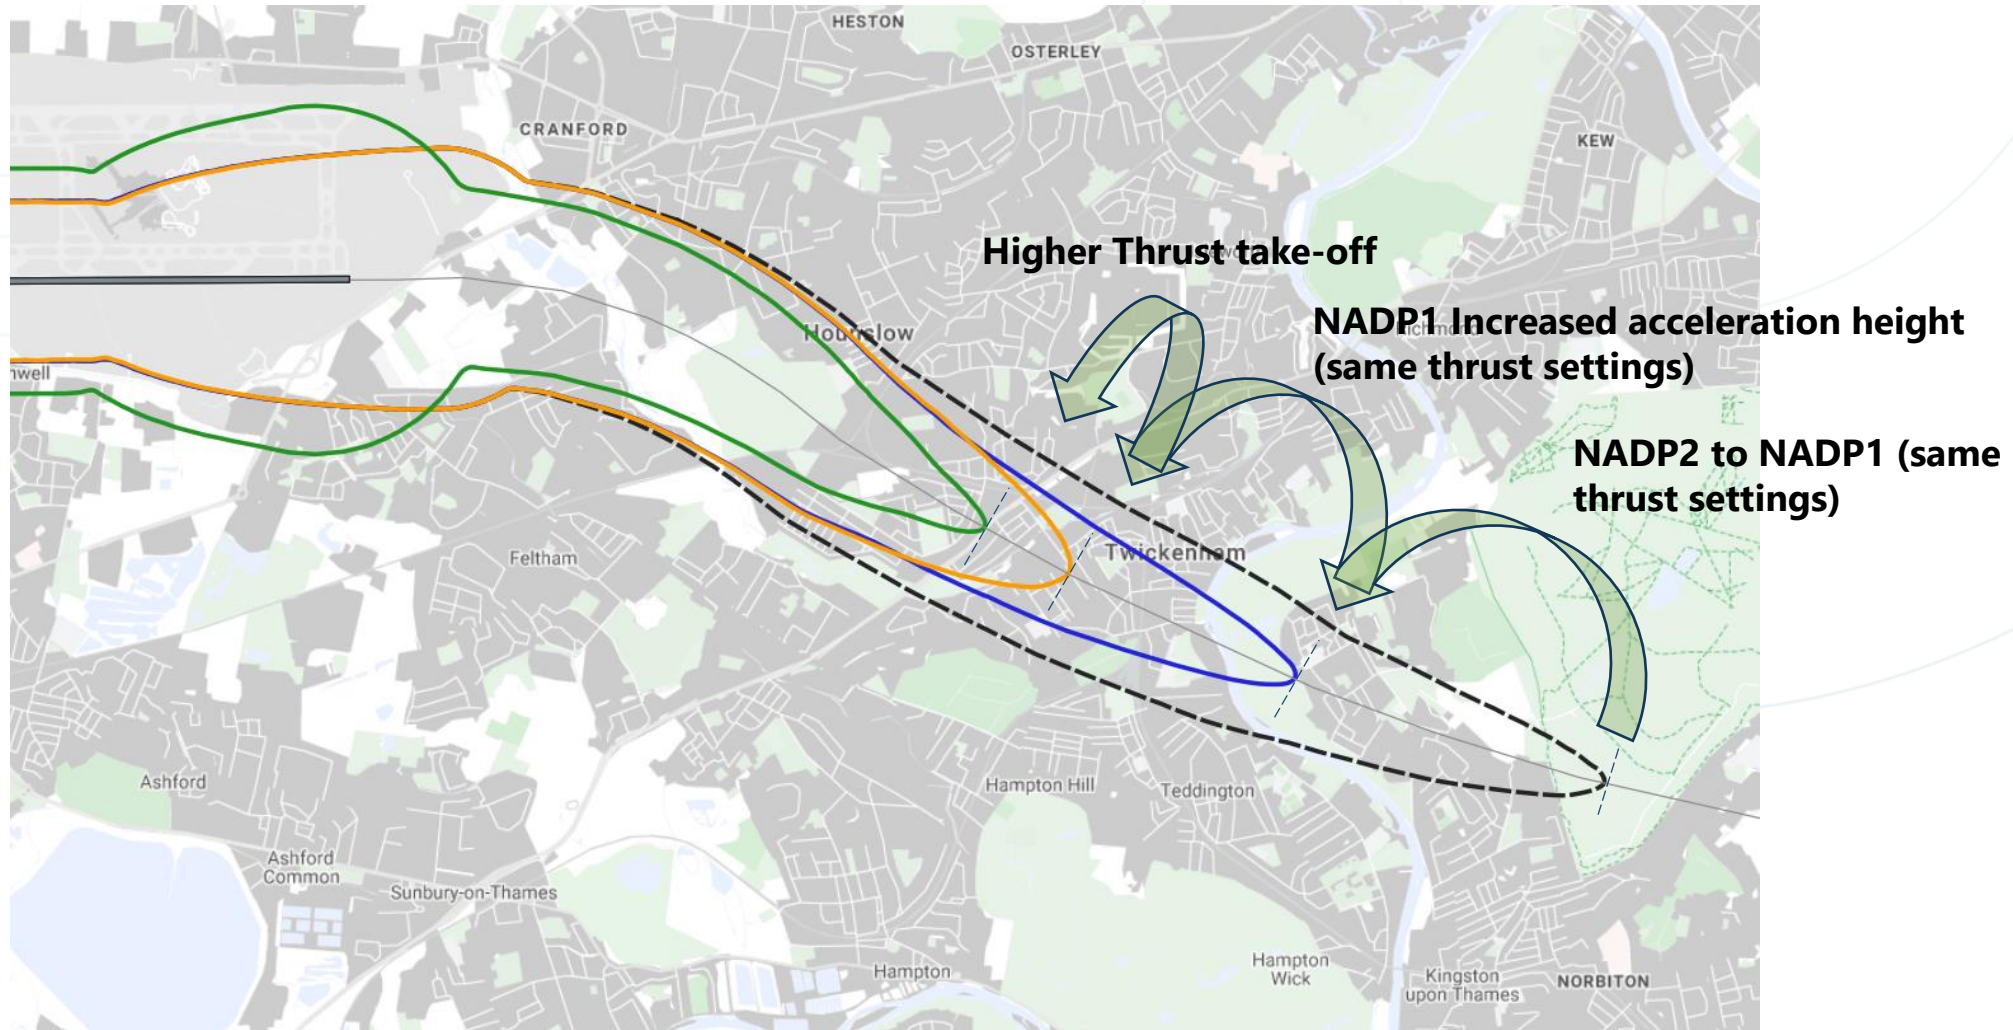 HESTON
OSTERLEY
CRANFORD
KEW
Higher Thrust take-off
NADP1 Increased acceleration height
(same thrust settings)
Hounslow
NADP2 to NADP1 (same
thrust settings)
Twickenham
Feltham
Ashford
Hampton Hill
Teddington
Ashford
Common
Sunbury-on-Thames
Hampton
Hampton
Wick
Kingston
upon Thames
NORBITON